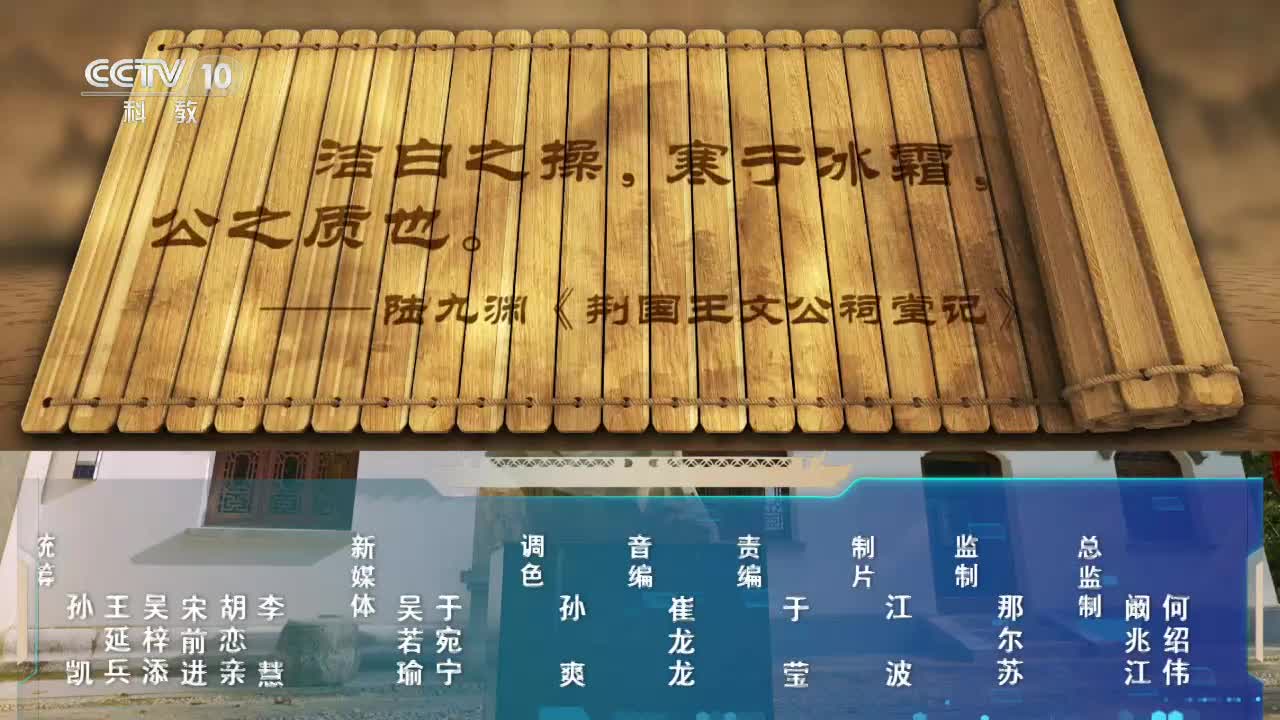 CCTV 10
科教
洁白之操，寒于冰霜，
公之质也。
——陆九渊《荆国王文公祠堂记》
统筹
孙凯
王延兵
吴梓添
宋前进
胡恋亲
李慧
新媒体
吴若瑜
于宛宁
调色
孙爽
音编
崔龙龙
责编
于莹
制片
江波
监制
那尔苏
总监制
阚兆江
何绍伟